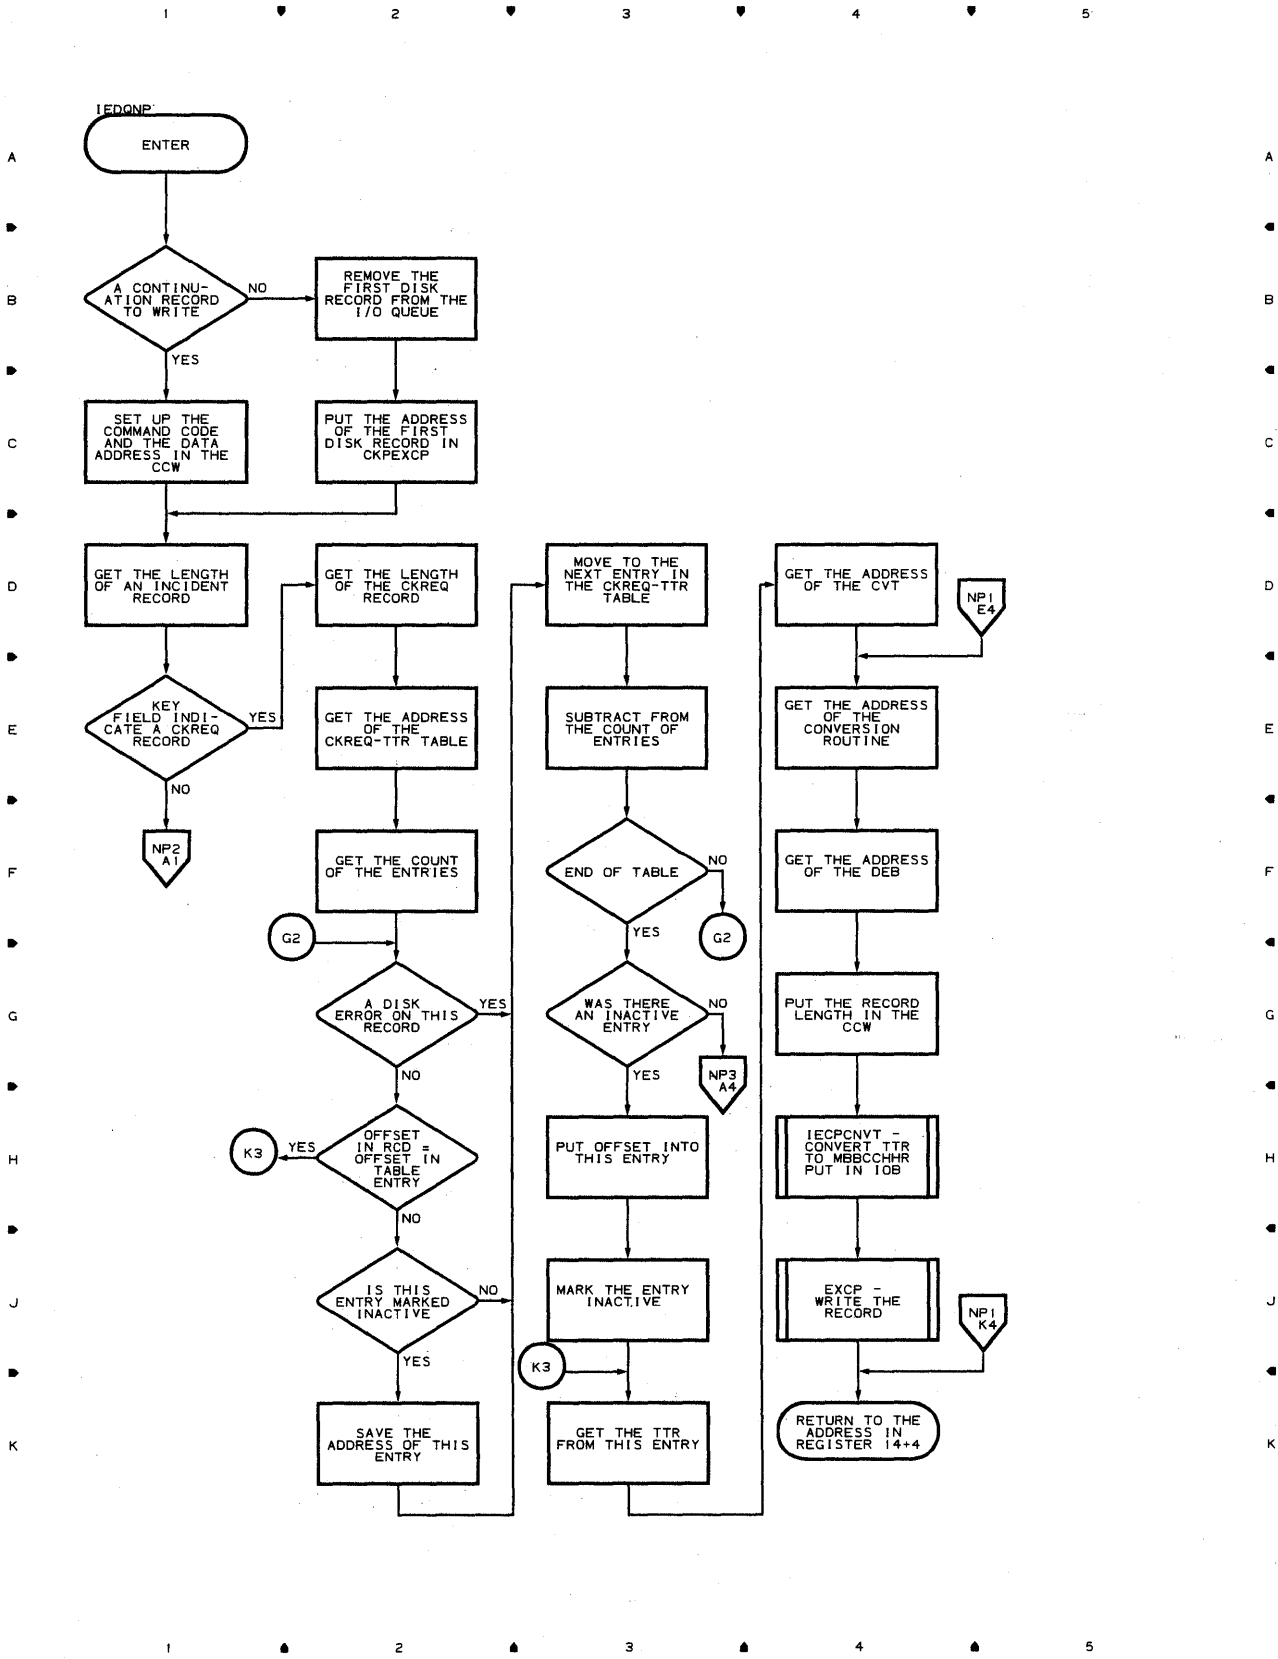 1 2 3 4 5
IEDQNP
ENTER
A A
A CONTINU-
ATION RECORD
TO WRITE
NO
YES
REMOVE THE
FIRST DISK
RECORD FROM THE
I/O QUEUE
B B
SET UP THE
COMMAND CODE
AND THE DATA
ADDRESS IN THE
CCW
PUT THE ADDRESS
OF THE FIRST
DISK RECORD IN
CKPEXCP
C C
GET THE LENGTH
OF AN INCIDENT
RECORD
GET THE LENGTH
OF THE CKREQ
RECORD
MOVE TO THE
NEXT ENTRY IN
THE CKREQ-TTR
TABLE
GET THE ADDRESS
OF THE CVT
NP1
E4
D D
KEY
FIELD INDI-
CATE A CKREQ
RECORD
YES
NO
GET THE ADDRESS
OF THE
CKREQ-TTR TABLE
SUBTRACT FROM
THE COUNT OF
ENTRIES
GET THE ADDRESS
OF THE
CONVERSION
ROUTINE
E E
NP2
A1
GET THE COUNT
OF THE ENTRIES
END OF TABLE
NO
YES
GET THE ADDRESS
OF THE DEB
F F
G2
G2
A DISK
ERROR ON THIS
RECORD
YES
NO
WAS THERE
AN INACTIVE
ENTRY
NO
YES
PUT THE RECORD
LENGTH IN THE
CCW
G G
NP3
A4
K3
YES
OFFSET
IN RCD =
OFFSET IN
TABLE
ENTRY
NO
PUT OFFSET INTO
THIS ENTRY
IECPCNVT -
CONVERT TTR
TO MBBCCHHR
PUT IN IOB
H H
IS THIS
ENTRY MARKED
INACTIVE
NO
YES
MARK THE ENTRY
INACTIVE
EXCP -
WRITE THE
RECORD
NP1
K4
J J
K3
SAVE THE
ADDRESS OF THIS
ENTRY
GET THE TTR
FROM THIS ENTRY
RETURN TO THE
ADDRESS IN
REGISTER 14+4
K K
1 2 3 4 5